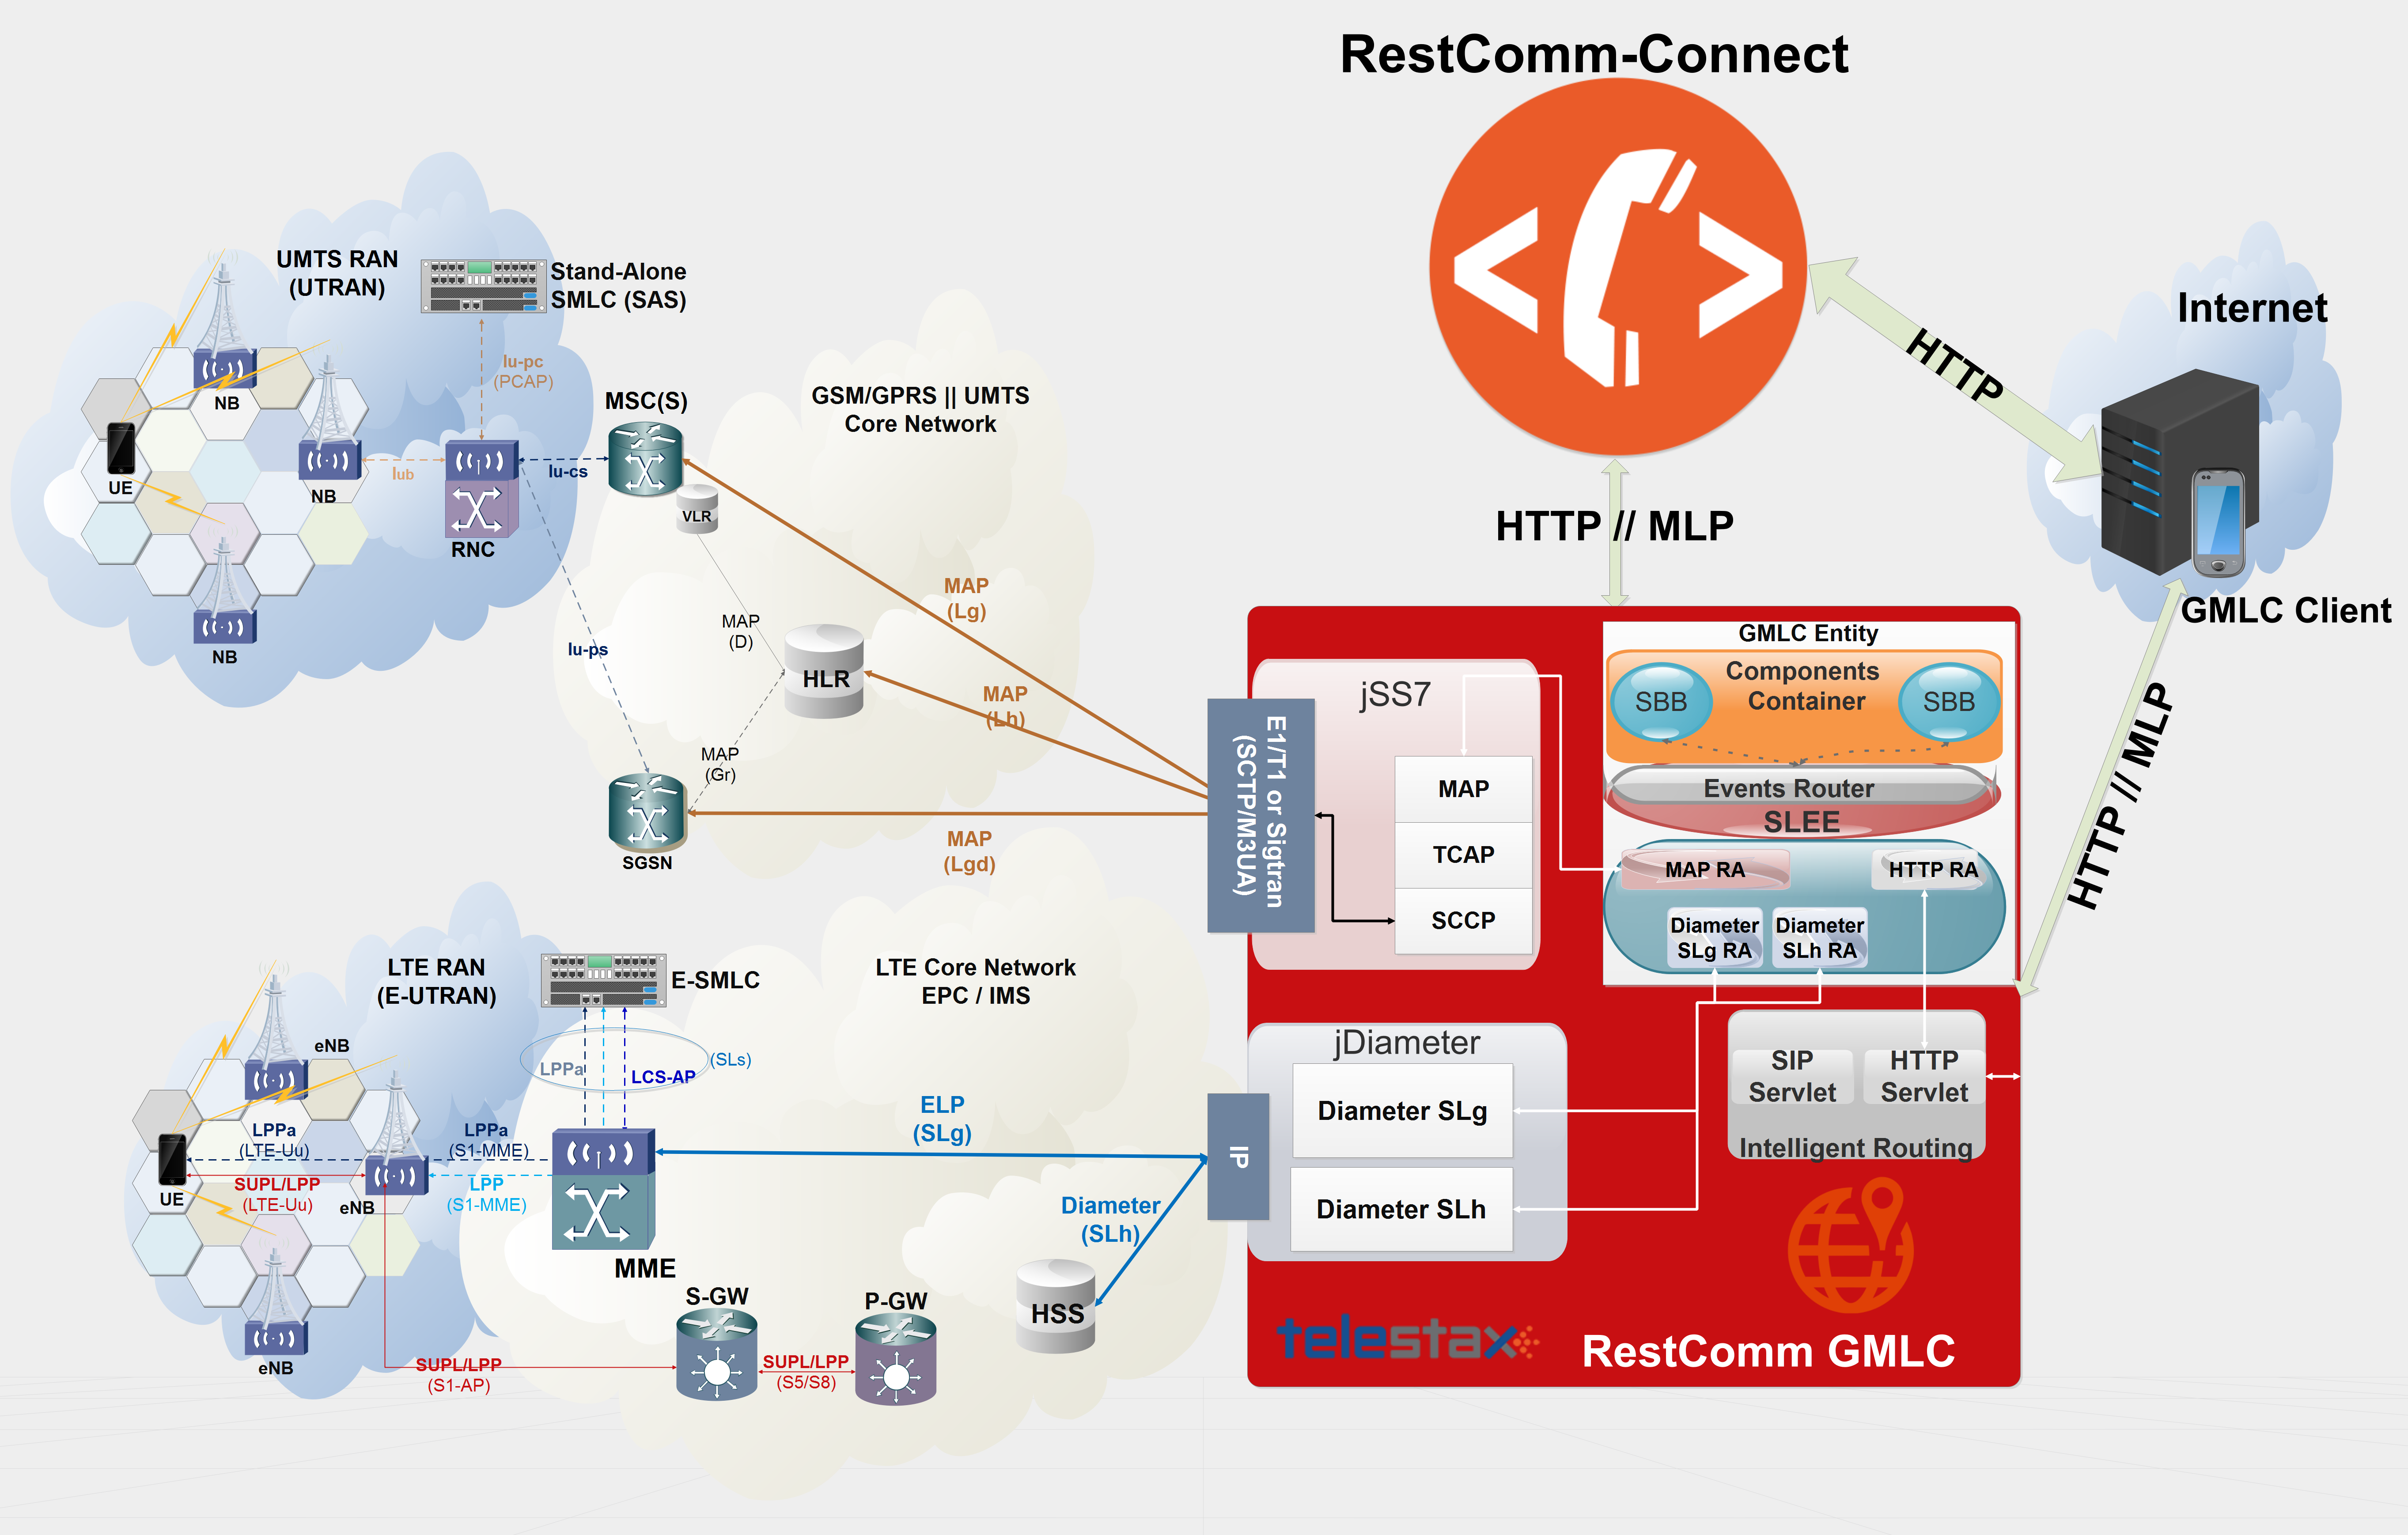 RestComm-Connect
UMTS RAN
(UTRAN)
Stand-Alone
SMLC (SAS)
Iu-pc
(PCAP)
NB
NB
UE
Iub
RNC
NB
Iu-cs
MSC(S)
VLR
GSM/GPRS || UMTS
Core Network
Iu-ps
MAP
(D)
HLR
MAP
(Gr)
SGSN
MAP
(Lg)
MAP
(Lh)
MAP
(Lgd)
HTTP
Internet
GMLC Client
HTTP // MLP
HTTP // MLP
E1/T1 or Sigtran
(SCTP/M3UA)
jSS7
MAP
TCAP
SCCP
GMLC Entity
Components
Container
SBB
SBB
Events Router
SLEE
MAP RA
HTTP RA
Diameter
SLg RA
Diameter
SLh RA
LTE RAN
(E-UTRAN)
E-SMLC
LTE Core Network
EPC / IMS
LPPa
LCS-AP
(SLs)
eNB
UE
eNB
eNB
LPPa
(LTE-Uu)
LPPa
(S1-MME)
SUPL/LPP
(LTE-Uu)
LPP
(S1-MME)
MME
ELP
(SLg)
Diameter
(SLh)
HSS
S-GW
P-GW
SUPL/LPP
(S1-AP)
SUPL/LPP
(S5/S8)
IP
jDiameter
Diameter SLg
Diameter SLh
SIP
Servlet
HTTP
Servlet
Intelligent Routing
telestax
RestComm GMLC